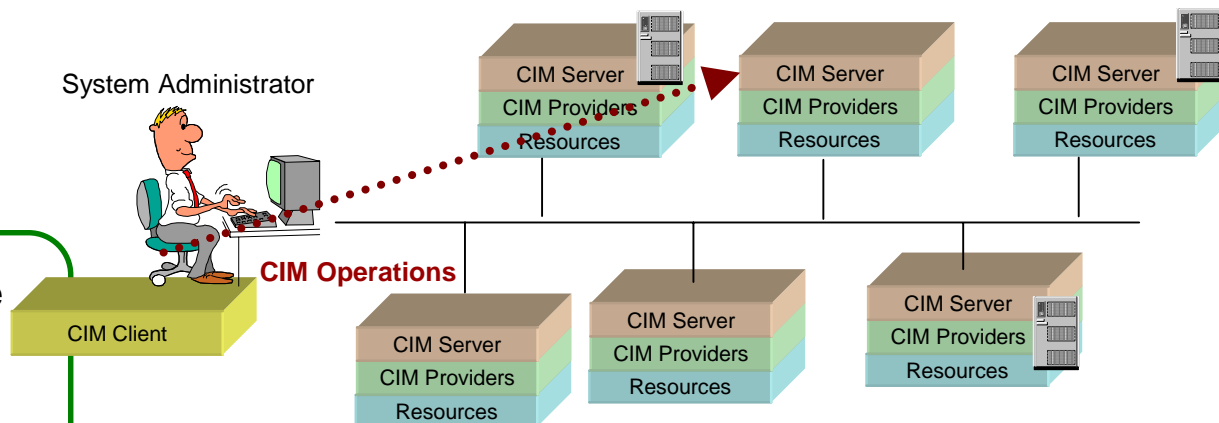 System Administrator
CIM Server
CIM Providers
Resources
CIM Server
CIM Providers
Resources
CIM Server
CIM Providers
Resources
CIM Operations
e
CIM Client
CIM Server
CIM Providers
Resources
CIM Server
CIM Providers
Resources
CIM Server
CIM Providers
Resources